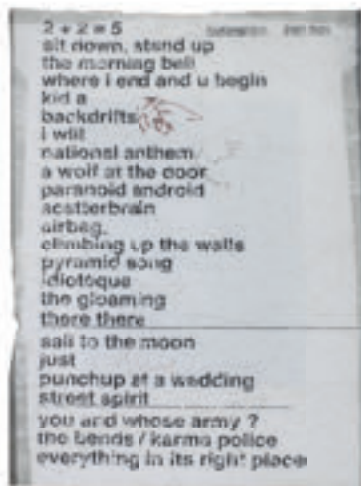 2 + 2 = 5
sit down. stand up
the morning bell
where i end and u begin
kid a
backdrifts
i will
national anthem
a wolf at the door
paranoid android
scatterbrain
airbag.
climbing up the walls
pyramid song
idioteque
the gloaming
there there
sail to the moon
just
punchup at a wedding
street spirit
you and whose army ?
the bends / karma police
everything in its right place